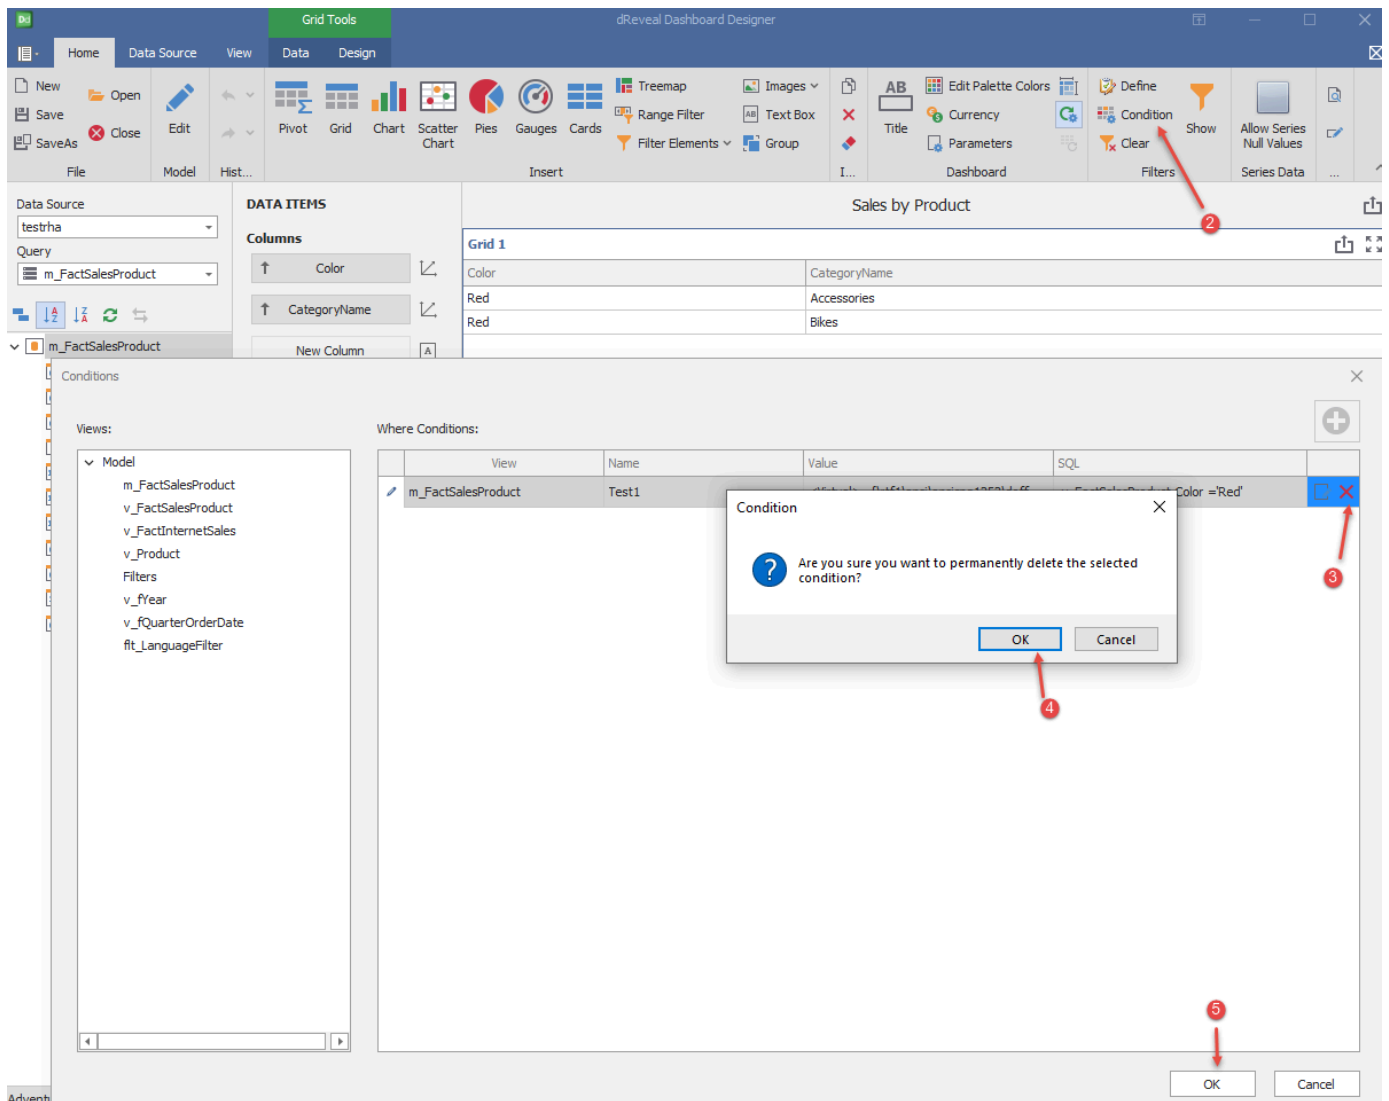 Dd
Grid Tools
dReveal Dashboard Designer
Home
Data Source
View
Data
Design
New
Open
Save
Close
SaveAs
Edit
Pivot
Grid
Chart
Scatter
Chart
Pies
Gauges
Cards
Treemap
Range Filter
Filter Elements
Images
Text Box
Group
AB
Title
Edit Palette Colors
Currency
Parameters
Define
Condition
Clear
Show
Allow Series
Null Values
File
Model
Hist...
Insert
I...
Dashboard
Filters
Series Data
...
2
Data Source
testrha
Query
m_FactSalesProduct
DATA ITEMS
Columns
Color
CategoryName
New Column
A
Sales by Product
Grid 1
Color
CategoryName
Red
Accessories
Red
Bikes
m_FactSalesProduct
Conditions
Views:
Model
m_FactSalesProduct
v_FactSalesProduct
v_FactInternetSales
v_Product
Filters
v_fYear
v_fQuarterOrderDate
flt_LanguageFilter
Where Conditions:
View
Name
Value
SQL
m_FactSalesProduct
Test1
Color ='Red'
3
Condition
Are you sure you want to permanently delete the selected
condition?
OK
Cancel
4
5
OK
Cancel